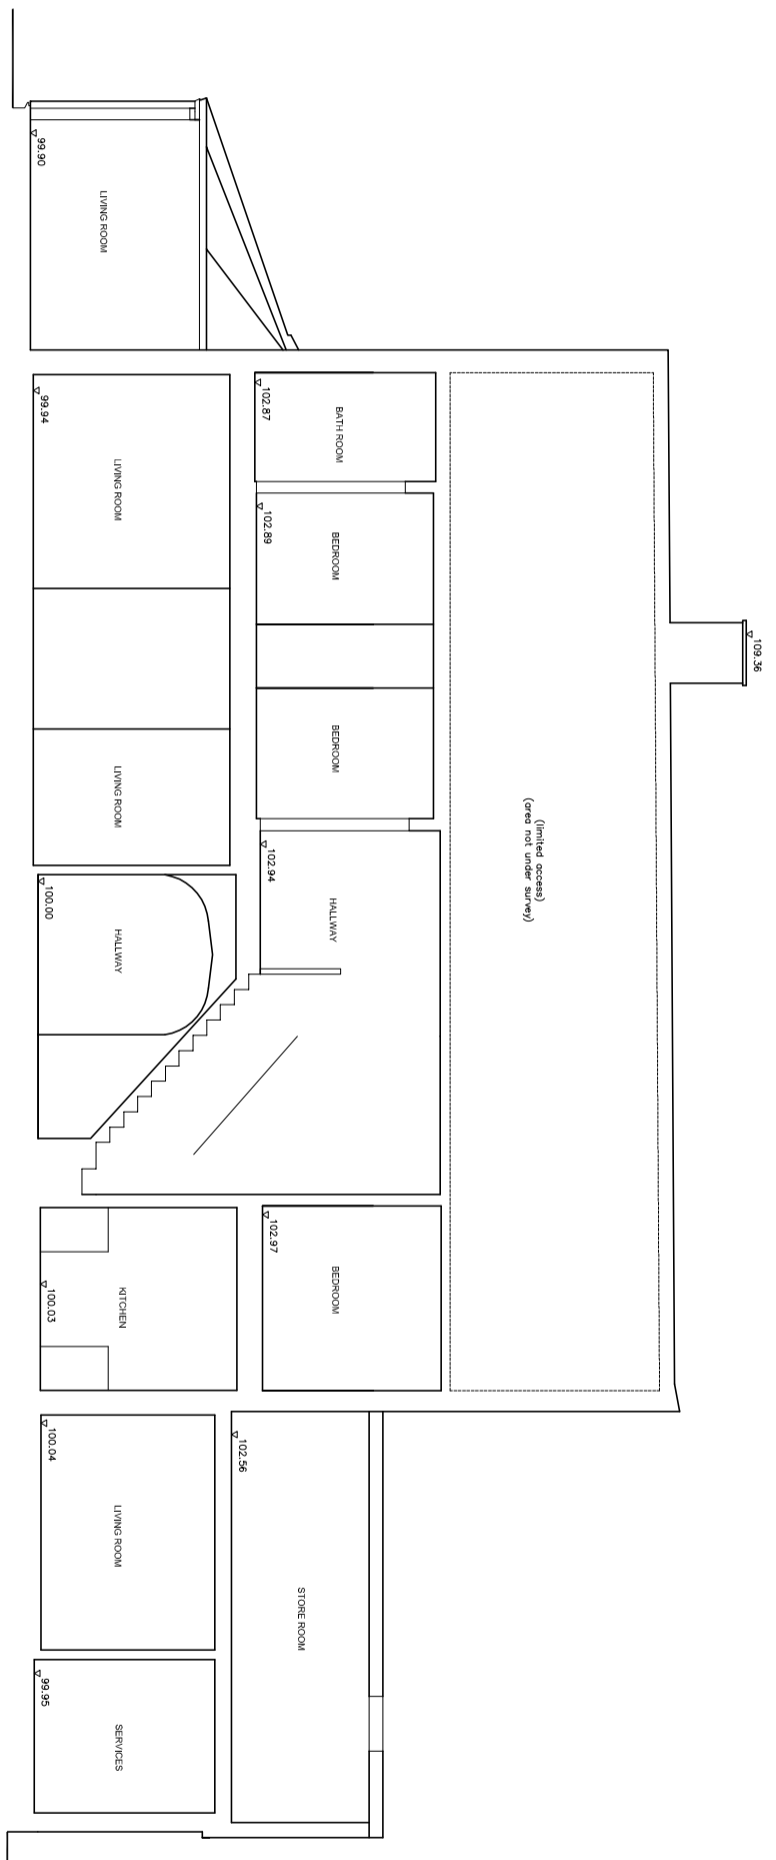 109.36
(limited access)
(area not under survey)
BATH ROOM
102.87
BEDROOM
102.89
BEDROOM
HALLWAY
102.94
BEDROOM
102.97
STORE ROOM
102.56
LIVING ROOM
99.90
LIVING ROOM
99.94
LIVING ROOM
HALLWAY
100.00
KITCHEN
100.03
LIVING ROOM
100.04
SERVICES
99.95